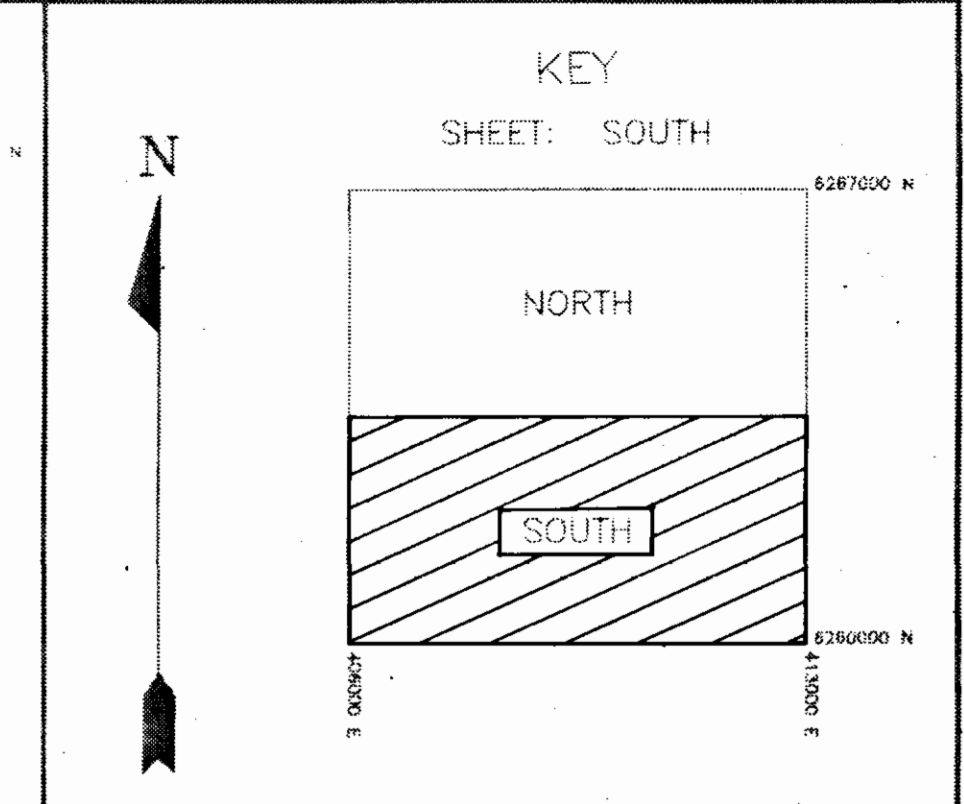 KEY
SHEET: SOUTH
N
N
6267000 N
NORTH
SOUTH
6260000 N
406000 E
413000 E